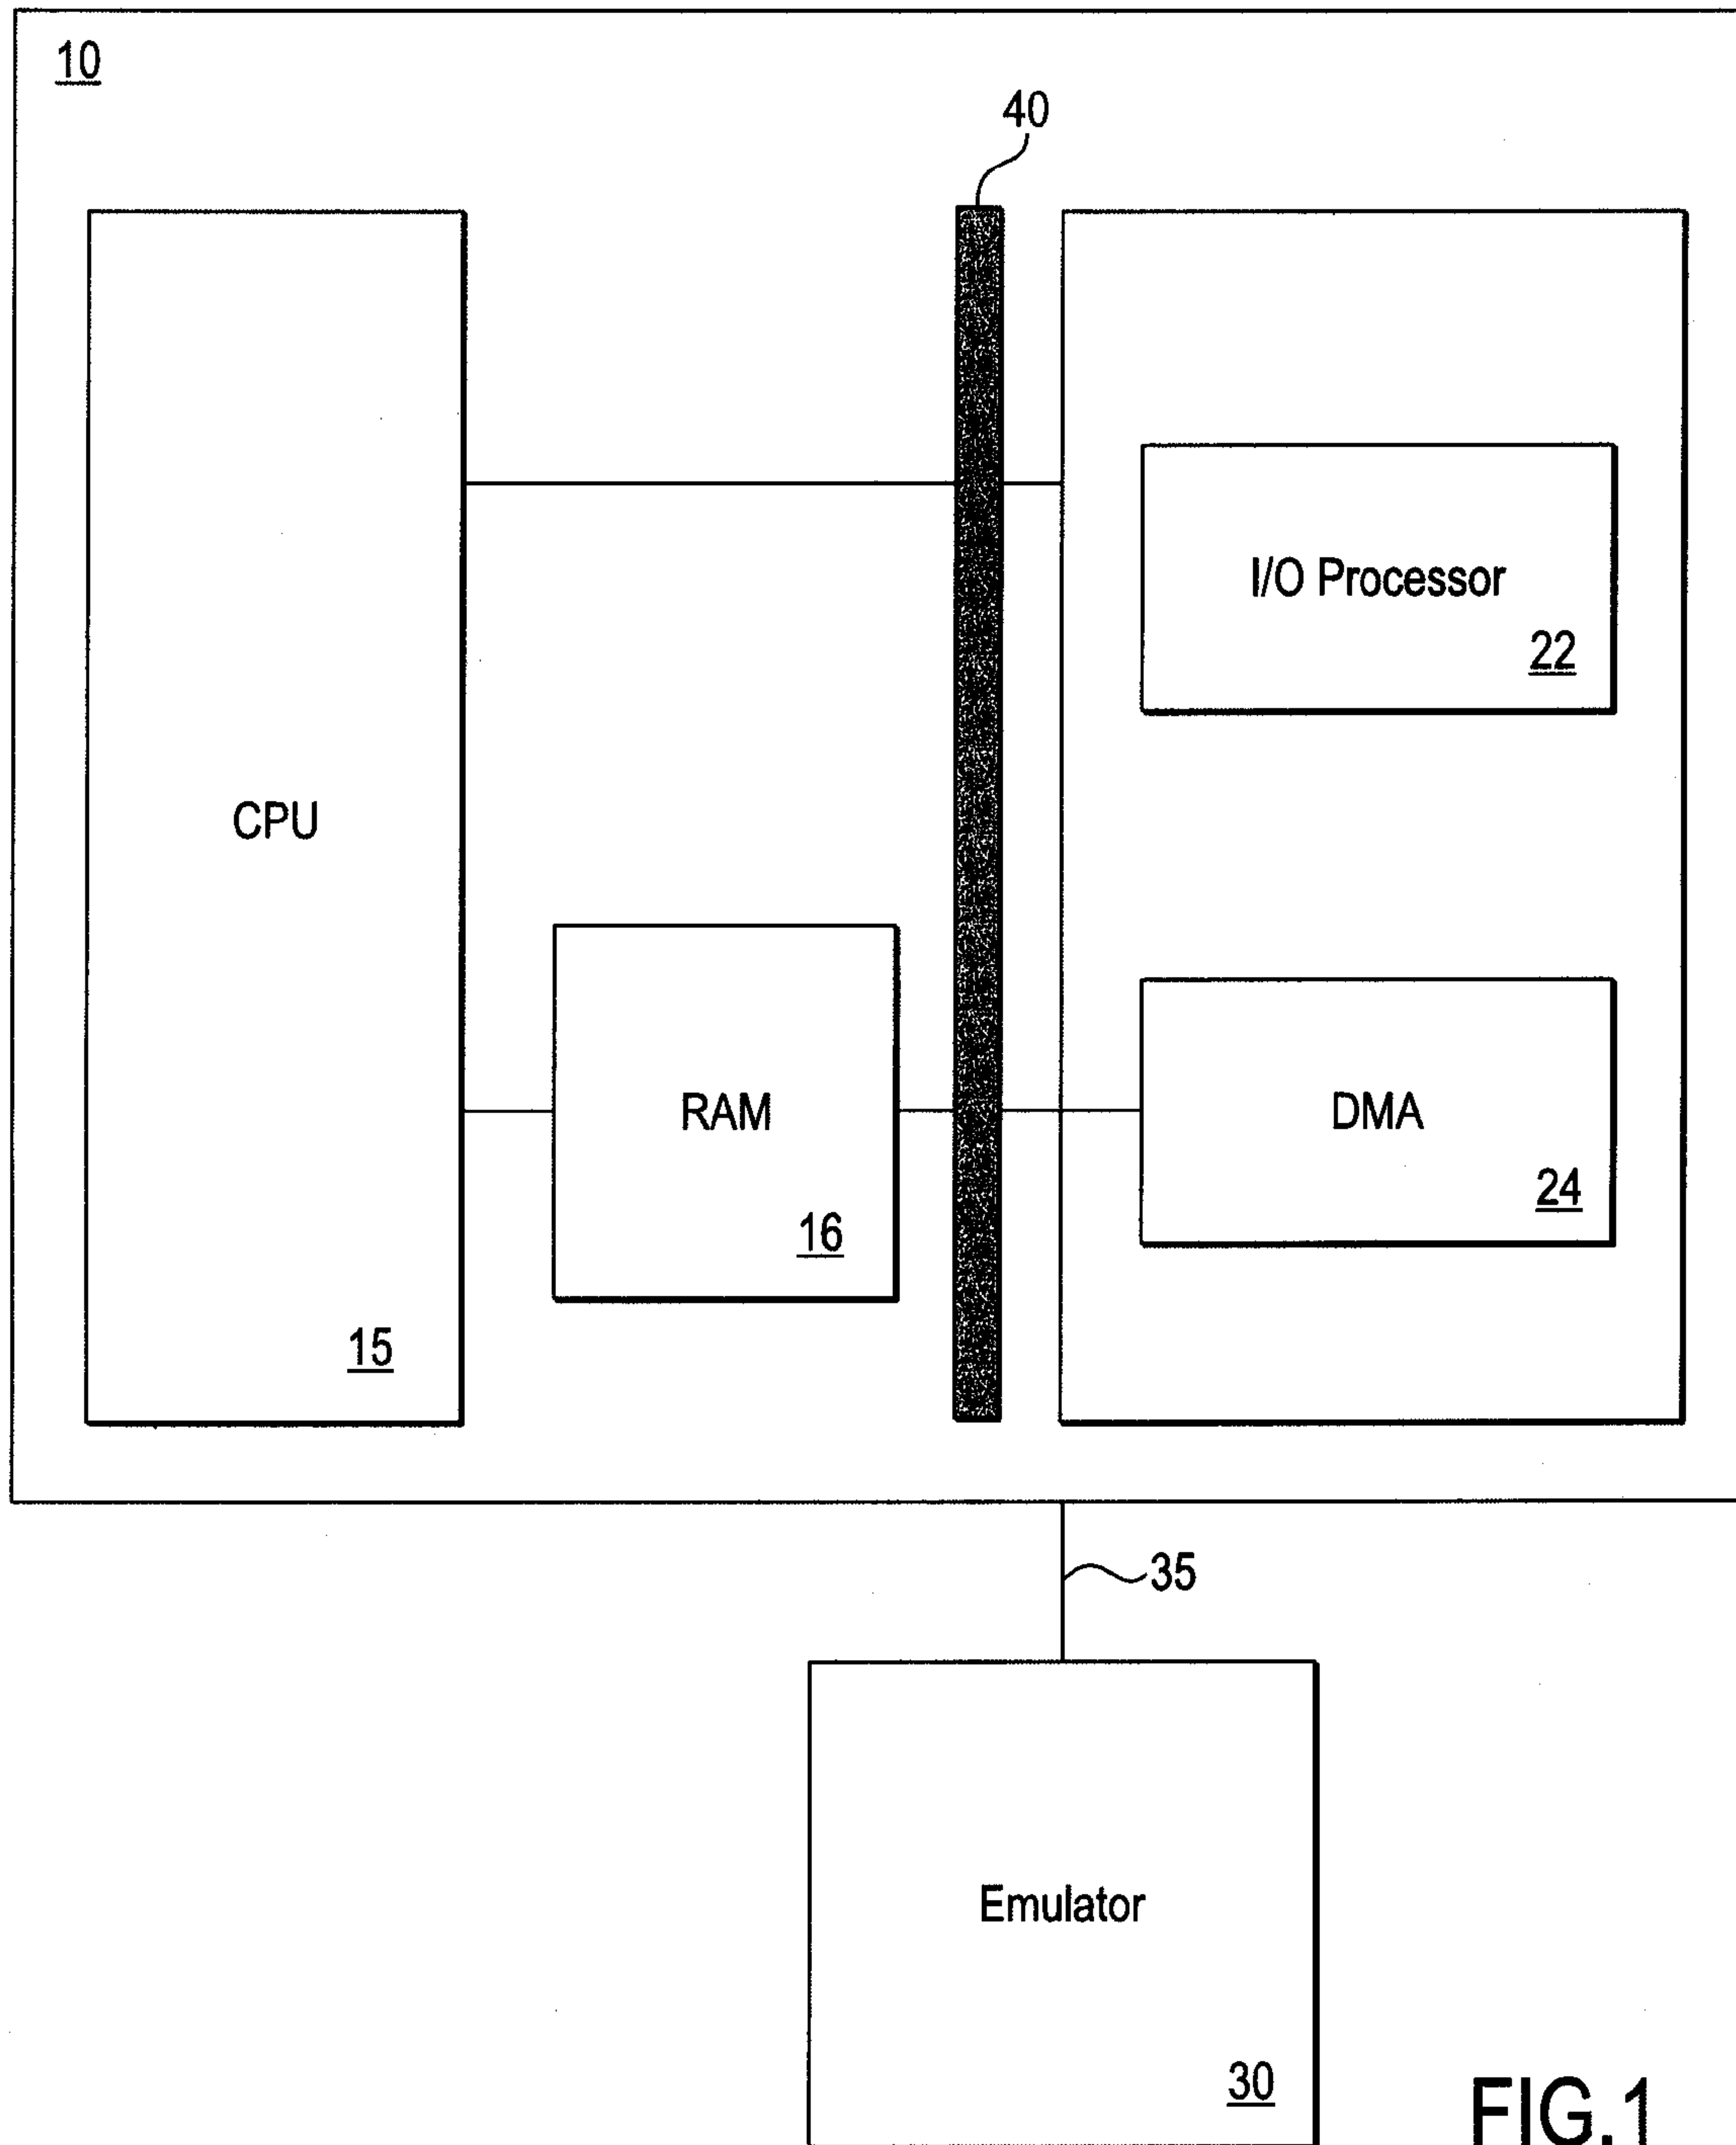 10
40
I/O Processor
22
CPU
RAM
DMA
24
16
15
35
Emulator
30
FIG.1